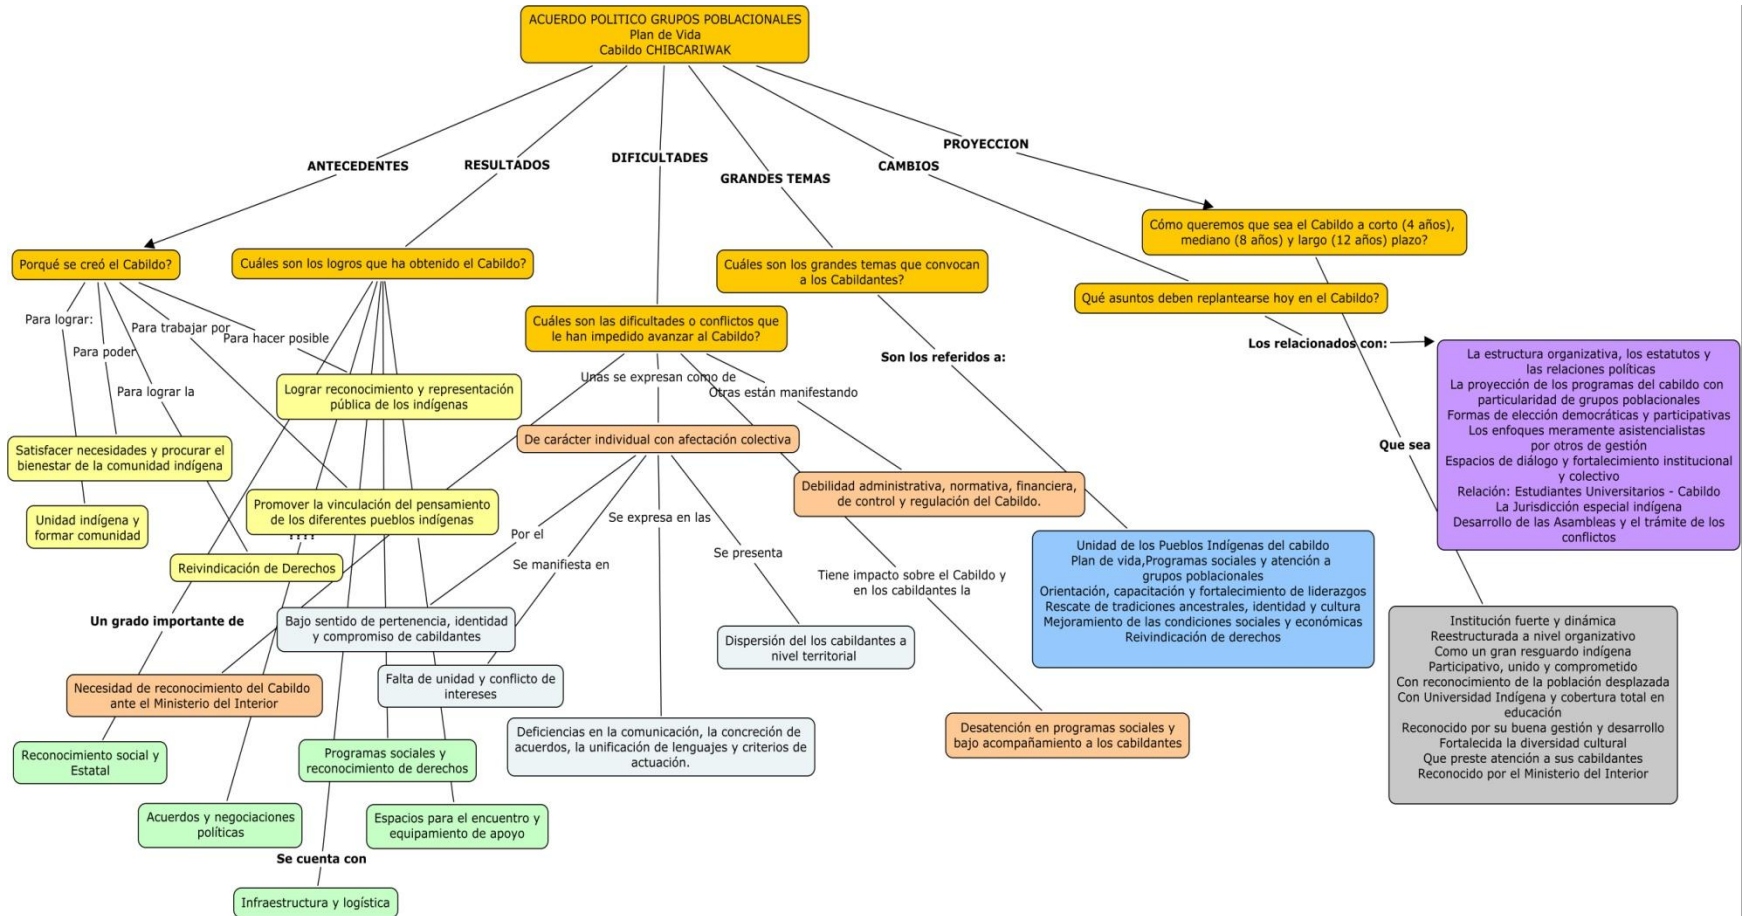 ACUERDO POLITICO GRUPOS POBLACIONALES
Plan de Vida
Cabildo CHIBCARIWAK
ANTECEDENTES
RESULTADOS
DIFICULTADES
GRANDES TEMAS
CAMBIOS
PROYECCION
Porqué se creó el Cabildo?
Cuáles son los logros que ha obtenido el Cabildo?
Cuáles son las dificultades o conflictos que
le han impedido avanzar al Cabildo?
Cuáles son los grandes temas que convocan
a los Cabildantes?
Qué asuntos deben replantearse hoy en el Cabildo?
Cómo queremos que sea el Cabildo a corto (4 años),
mediano (8 años) y largo (12 años) plazo?
Para lograr:
Para poder
Para lograr la
Para trabajar por
Para hacer posible
Lograr reconocimiento y representación
pública de los indígenas
Satisfacer necesidades y procurar el
bienestar de la comunidad indígena
Unidad indígena y
formar comunidad
Promover la vinculación del pensamiento
de los diferentes pueblos indígenas
????
Reivindicación de Derechos
Un grado importante de
Necesidad de reconocimiento del Cabildo
ante el Ministerio del Interior
Reconocimiento social y
Estatal
Acuerdos y negociaciones
políticas
Programas sociales y
reconocimiento de derechos
Espacios para el encuentro y
equipamiento de apoyo
Se cuenta con
Infraestructura y logística
Unas se expresan como de
Otras están manifestando
De carácter individual con afectación colectiva
Debilidad administrativa, normativa, financiera,
de control y regulación del Cabildo.
Por el
Se manifiesta en
Se expresa en las
Se presenta
Tiene impacto sobre el Cabildo y
en los cabildantes la
Bajo sentido de pertenencia, identidad
y compromiso de cabildantes
Falta de unidad y conflicto de
intereses
Deficiencias en la comunicación, la concreción de
acuerdos, la unificación de lenguajes y criterios de
actuación.
Dispersión del los cabildantes a
nivel territorial
Desatención en programas sociales y
bajo acompañamiento a los cabildantes
Son los referidos a:
Unidad de los Pueblos Indígenas del cabildo
Plan de vida,Programas sociales y atención a
grupos poblacionales
Orientación, capacitación y fortalecimiento de liderazgos
Rescate de tradiciones ancestrales, identidad y cultura
Mejoramiento de las condiciones sociales y económicas
Reivindicación de derechos
Los relacionados con:
La estructura organizativa, los estatutos y
las relaciones políticas
La proyección de los programas del cabildo con
particularidad de grupos poblacionales
Formas de elección democráticas y participativas
Los enfoques meramente asistencialistas
por otros de gestión
Espacios de diálogo y fortalecimiento institucional
y colectivo
Relación: Estudiantes Universitarios - Cabildo
La Jurisdicción especial indígena
Desarrollo de las Asambleas y el trámite de los
conflictos
Que sea
Institución fuerte y dinámica
Reestructurada a nivel organizativo
Como un gran resguardo indígena
Participativo, unido y comprometido
Con reconocimiento de la población desplazada
Con Universidad Indígena y cobertura total en
educación
Reconocido por su buena gestión y desarrollo
Fortalecida la diversidad cultural
Que preste atención a sus cabildantes
Reconocido por el Ministerio del Interior